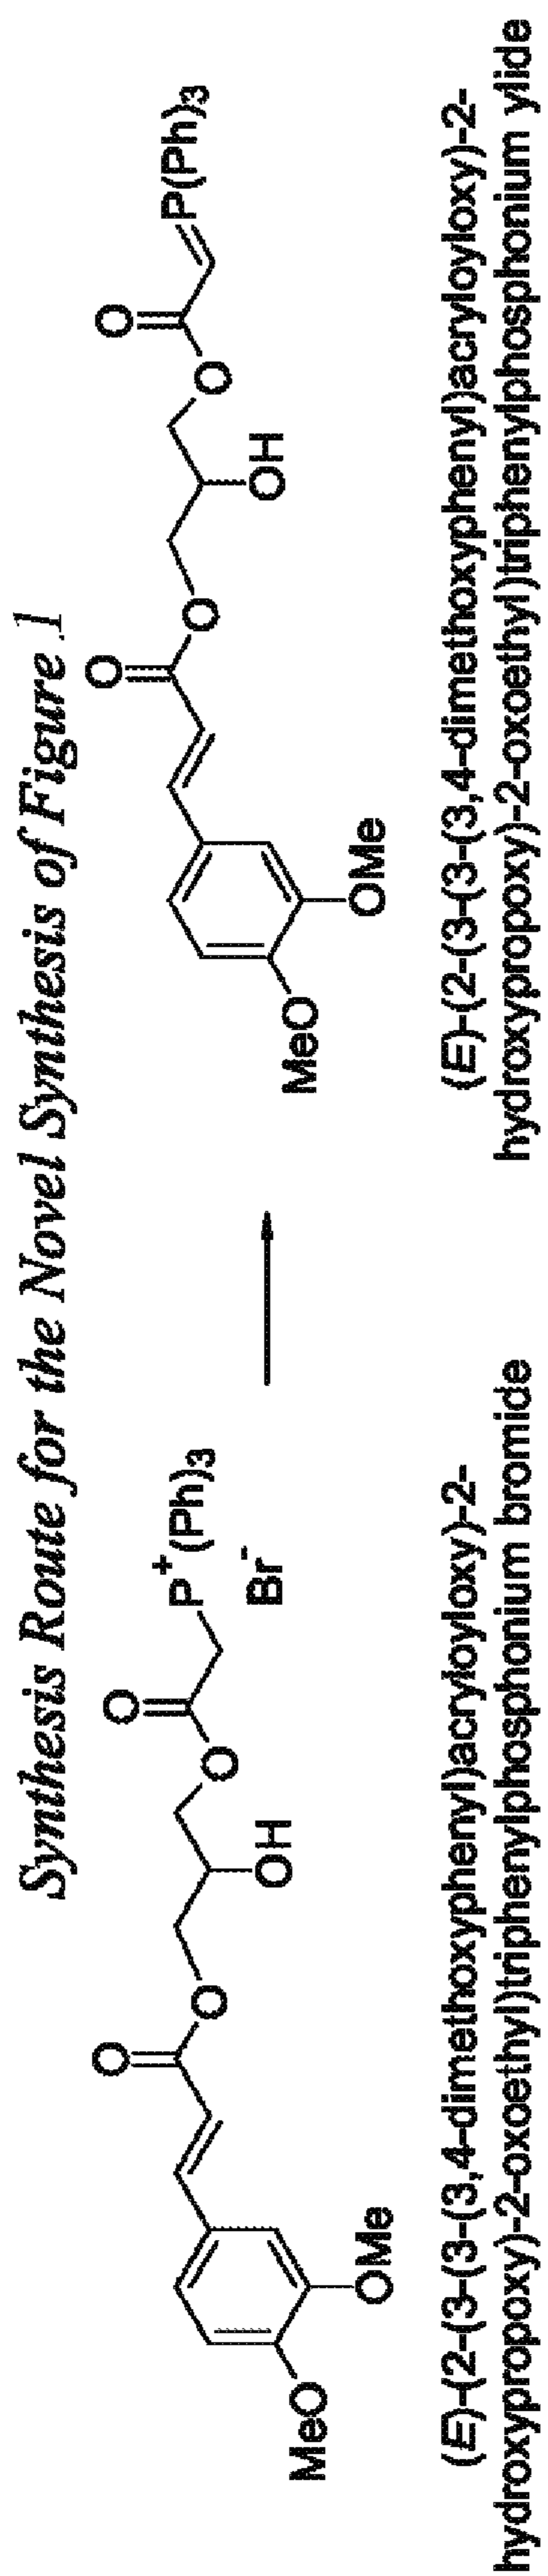 Synthesis Route for the Novel Synthesis of Figure 1
MeO
OMe
O
O
OH
O
O
P+(Ph)3
Br-
MeO
OMe
O
O
OH
O
O
P(Ph)3
(E)-(2-(3-(3-(3,4-dimethoxyphenyl)acryloyloxy)-2-
hydroxypropoxy)-2-oxoethyl)triphenylphosphonium bromide
(E)-(2-(3-(3-(3,4-dimethoxyphenyl)acryloyloxy)-2-
hydroxypropoxy)-2-oxoethyl)triphenylphosphonium ylide